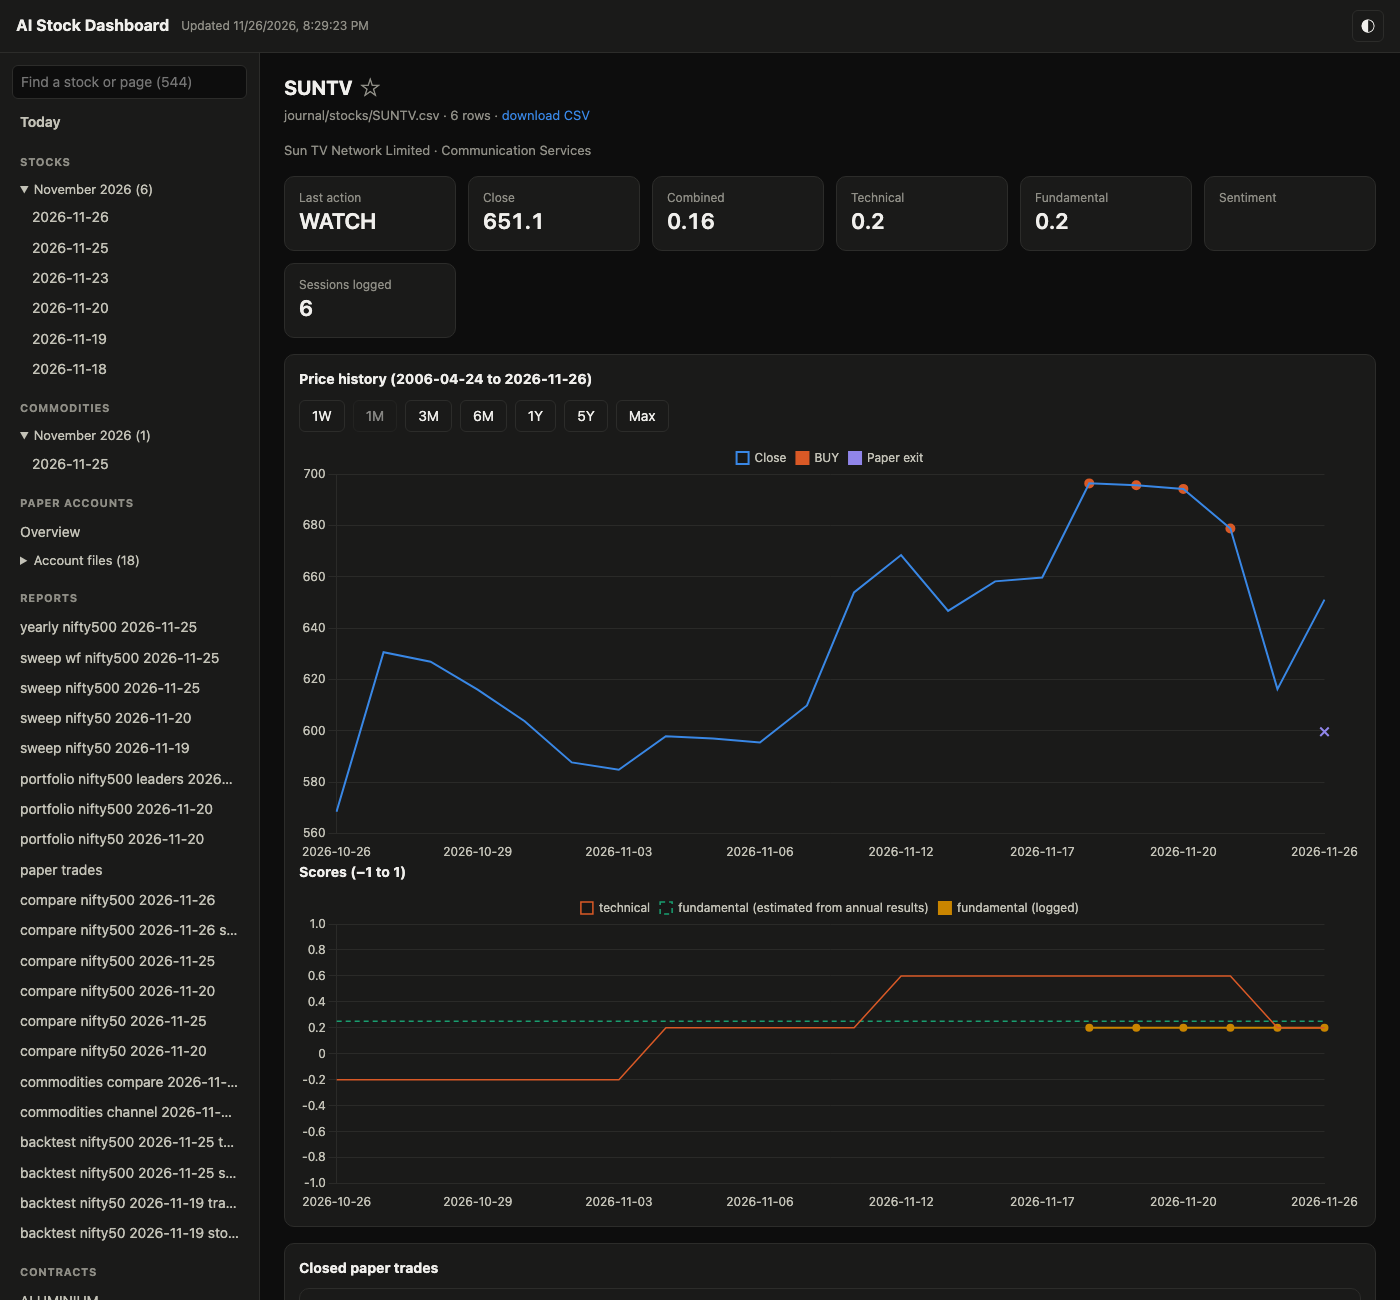 AI Stock Dashboard Updated 11/26/2026, 8:29:23 PM
Find a stock or page (544)
Today
STOCKS
▼ November 2026 (6)
2026-11-26
2026-11-25
2026-11-23
2026-11-20
2026-11-19
2026-11-18
COMMODITIES
▼ November 2026 (1)
2026-11-25
PAPER ACCOUNTS
Overview
▶ Account files (18)
REPORTS
yearly nifty500 2026-11-25
sweep wf nifty500 2026-11-25
sweep nifty500 2026-11-25
sweep nifty50 2026-11-20
sweep nifty50 2026-11-19
portfolio nifty500 leaders 2026...
portfolio nifty500 2026-11-20
portfolio nifty50 2026-11-20
paper trades
compare nifty500 2026-11-26
compare nifty500 2026-11-26 s...
compare nifty500 2026-11-25
compare nifty500 2026-11-20
compare nifty50 2026-11-25
compare nifty50 2026-11-20
commodities compare 2026-11-...
commodities channel 2026-11-...
backtest nifty500 2026-11-25 t...
backtest nifty500 2026-11-25 s...
backtest nifty50 2026-11-19 tra...
backtest nifty50 2026-11-19 sto...
CONTRACTS
ALUMINIUM
SUNTV ☆
journal/stocks/SUNTV.csv · 6 rows · download CSV
Sun TV Network Limited · Communication Services
Last action
WATCH
Close
651.1
Combined
0.16
Technical
0.2
Fundamental
0.2
Sentiment
Sessions logged
6
Price history (2006-04-24 to 2026-11-26)
1W 1M 3M 6M 1Y 5Y Max
Close BUY Paper exit
700
680
660
640
620
600
580
560
2026-10-26 2026-10-29 2026-11-03 2026-11-06 2026-11-12 2026-11-17 2026-11-20 2026-11-26
Scores (−1 to 1)
technical fundamental (estimated from annual results) fundamental (logged)
1.0
0.8
0.6
0.4
0.2
0
-0.2
-0.4
-0.6
-0.8
-1.0
2026-10-26 2026-10-29 2026-11-03 2026-11-06 2026-11-12 2026-11-17 2026-11-20 2026-11-26
Closed paper trades